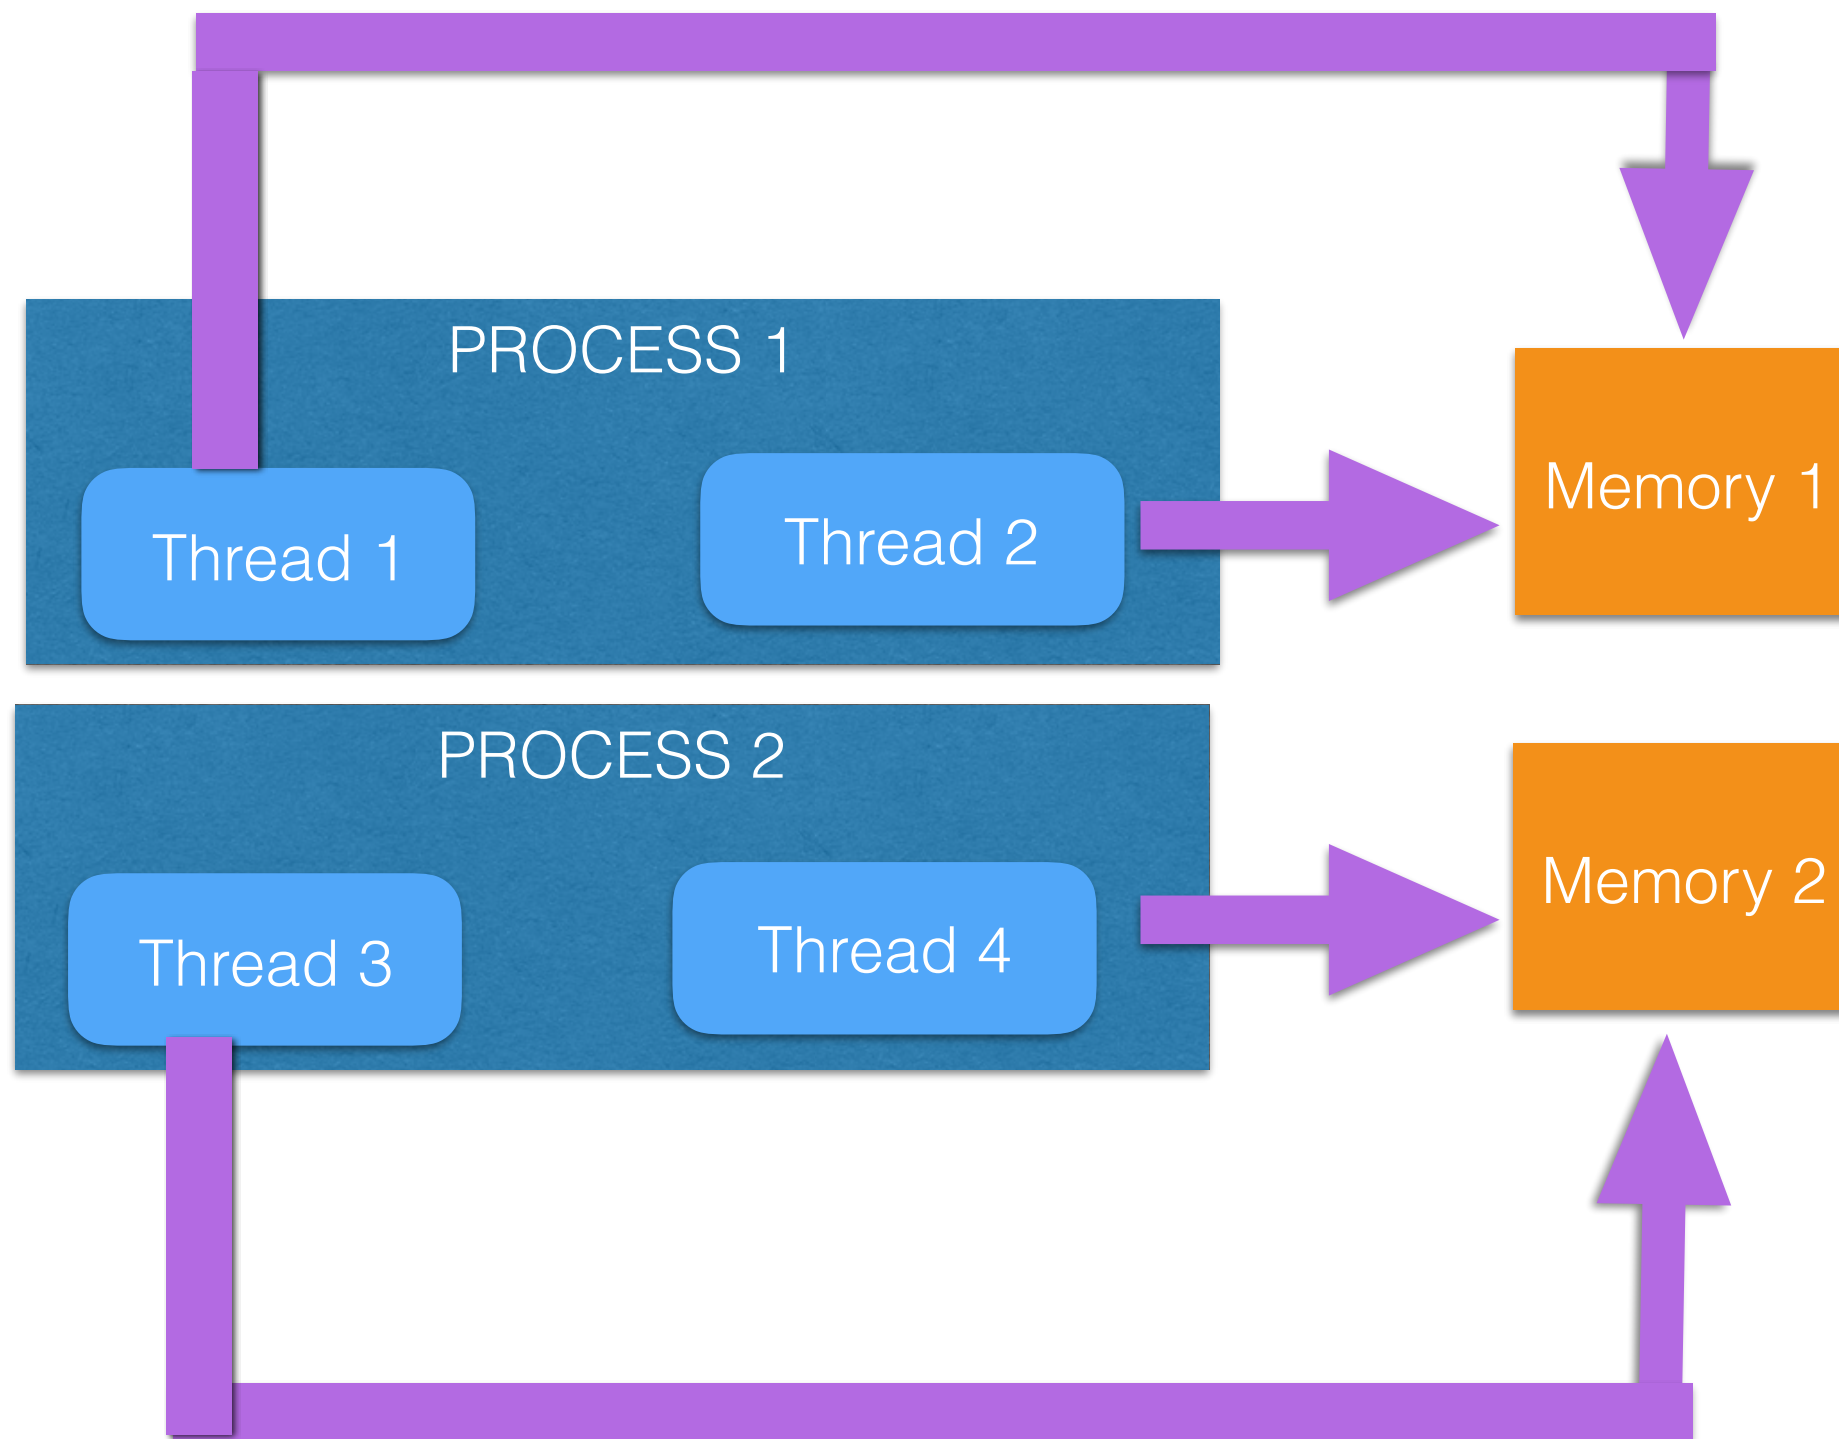 PROCESS 1
Thread 1
Thread 2
Memory 1
PROCESS 2
Thread 3
Thread 4
Memory 2